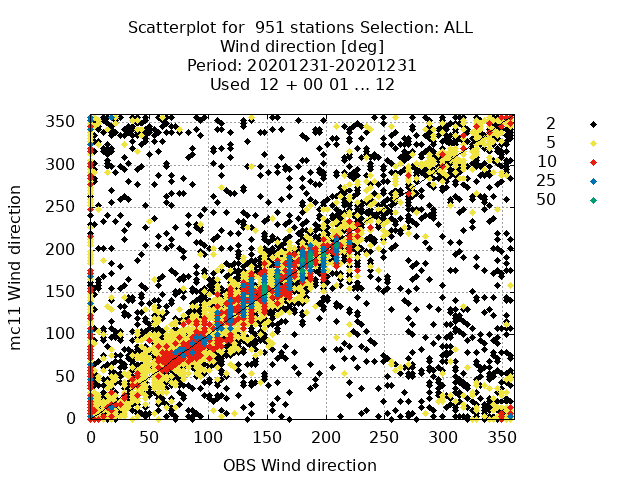 Scatterplot for  951 stations Selection: ALL
Wind direction [deg]
Period: 20201231-20201231
Used  12 + 00 01 ... 12
mc11 Wind direction
350
300
250
200
150
100
50
0
0 50 100 150 200 250 300 350
OBS Wind direction
2
5
10
25
50